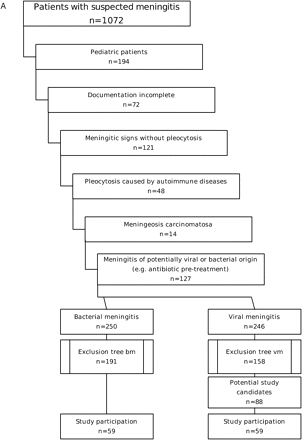 A
Patients with suspected meningitis
n=1072
Pediatric patients
n=194
Documentation incomplete
n=72
Meningitic signs without pleocytosis
n=121
Pleocytosis caused by autoimmune diseases
n=48
Meningeosis carcinomatosa
n=14
Meningitis of potentially viral or bacterial origin
(e.g. antibiotic pre-treatment)
n=127
Bacterial meningitis
n=250
Viral meningitis
n=246
Exclusion tree bm
n=191
Exclusion tree vm
n=158
Potential study
candidates
n=88
Study participation
n=59
Study participation
n=59